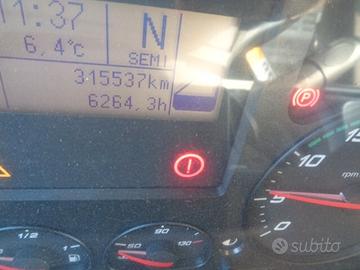 11:37
6,4°c
N
SEMI
315537km
6264,3h
P
15
10
5
0
rpm
1/2
50
90
130
subito